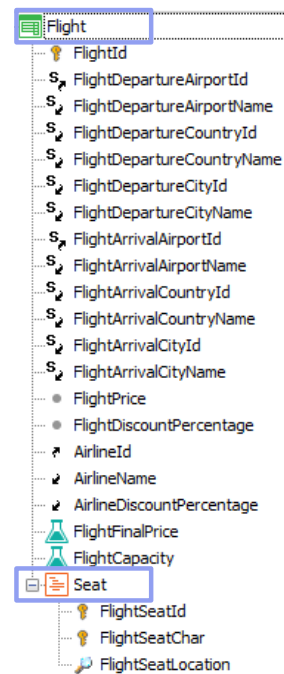 Flight
FlightId
S FlightDepartureAirportId
S FlightDepartureAirportName
S FlightDepartureCountryId
S FlightDepartureCountryName
S FlightDepartureCityId
S FlightDepartureCityName
S FlightArrivalAirportId
S FlightArrivalAirportName
S FlightArrivalCountryId
S FlightArrivalCountryName
S FlightArrivalCityId
S FlightArrivalCityName
FlightPrice
FlightDiscountPercentage
AirlineId
AirlineName
AirlineDiscountPercentage
FlightFinalPrice
FlightCapacity
Seat
FlightSeatId
FlightSeatChar
FlightSeatLocation